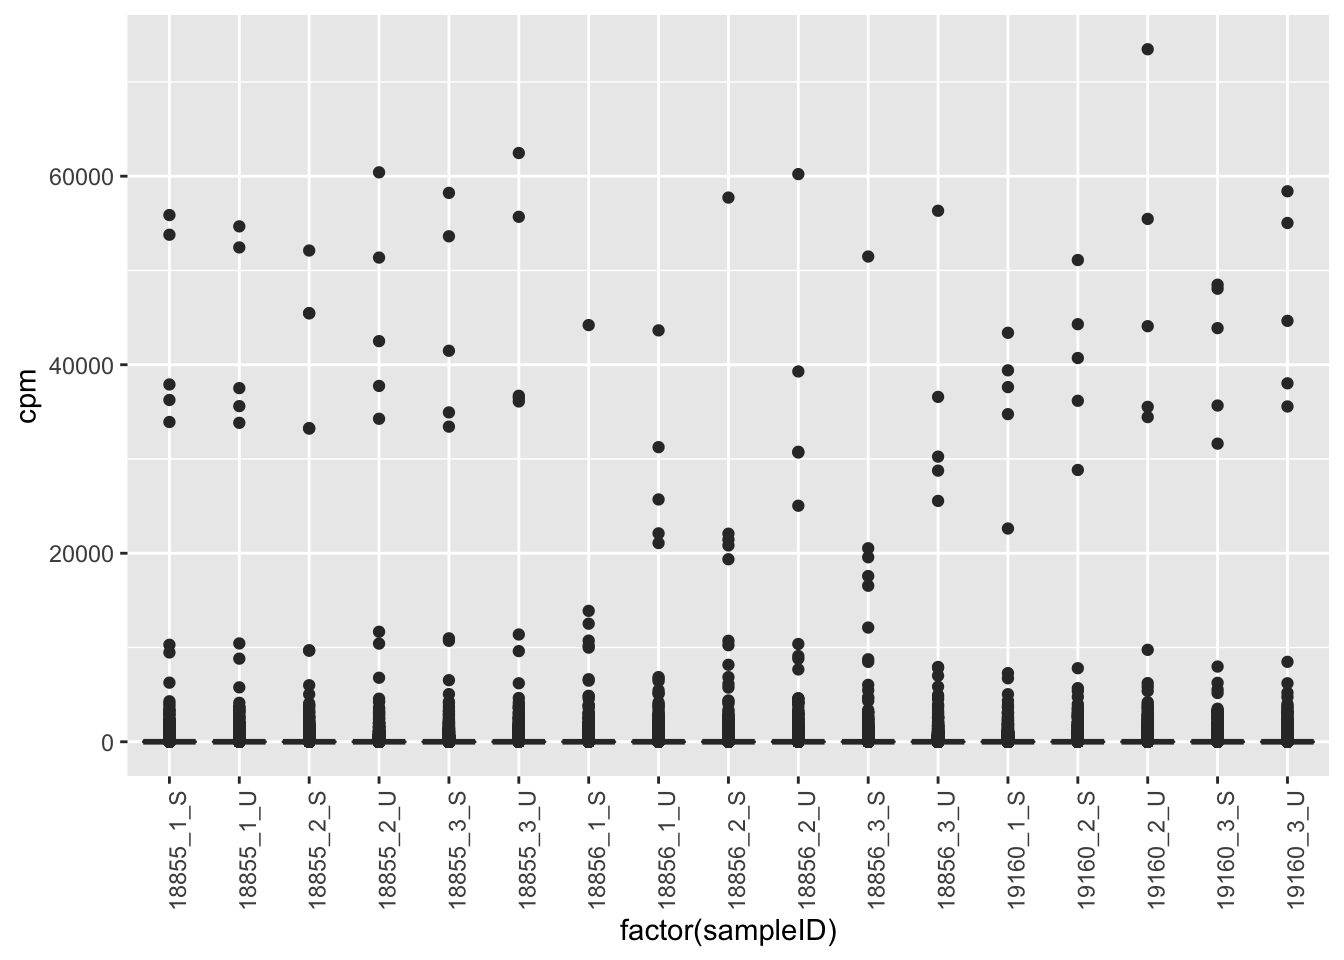 cpm
60000
40000
20000
0
18855_1_S
18855_1_U
18855_2_S
18855_2_U
18855_3_S
18855_3_U
18856_1_S
18856_1_U
18856_2_S
18856_2_U
18856_3_S
18856_3_U
19160_1_S
19160_2_S
19160_2_U
19160_3_S
19160_3_U
factor(sampleID)